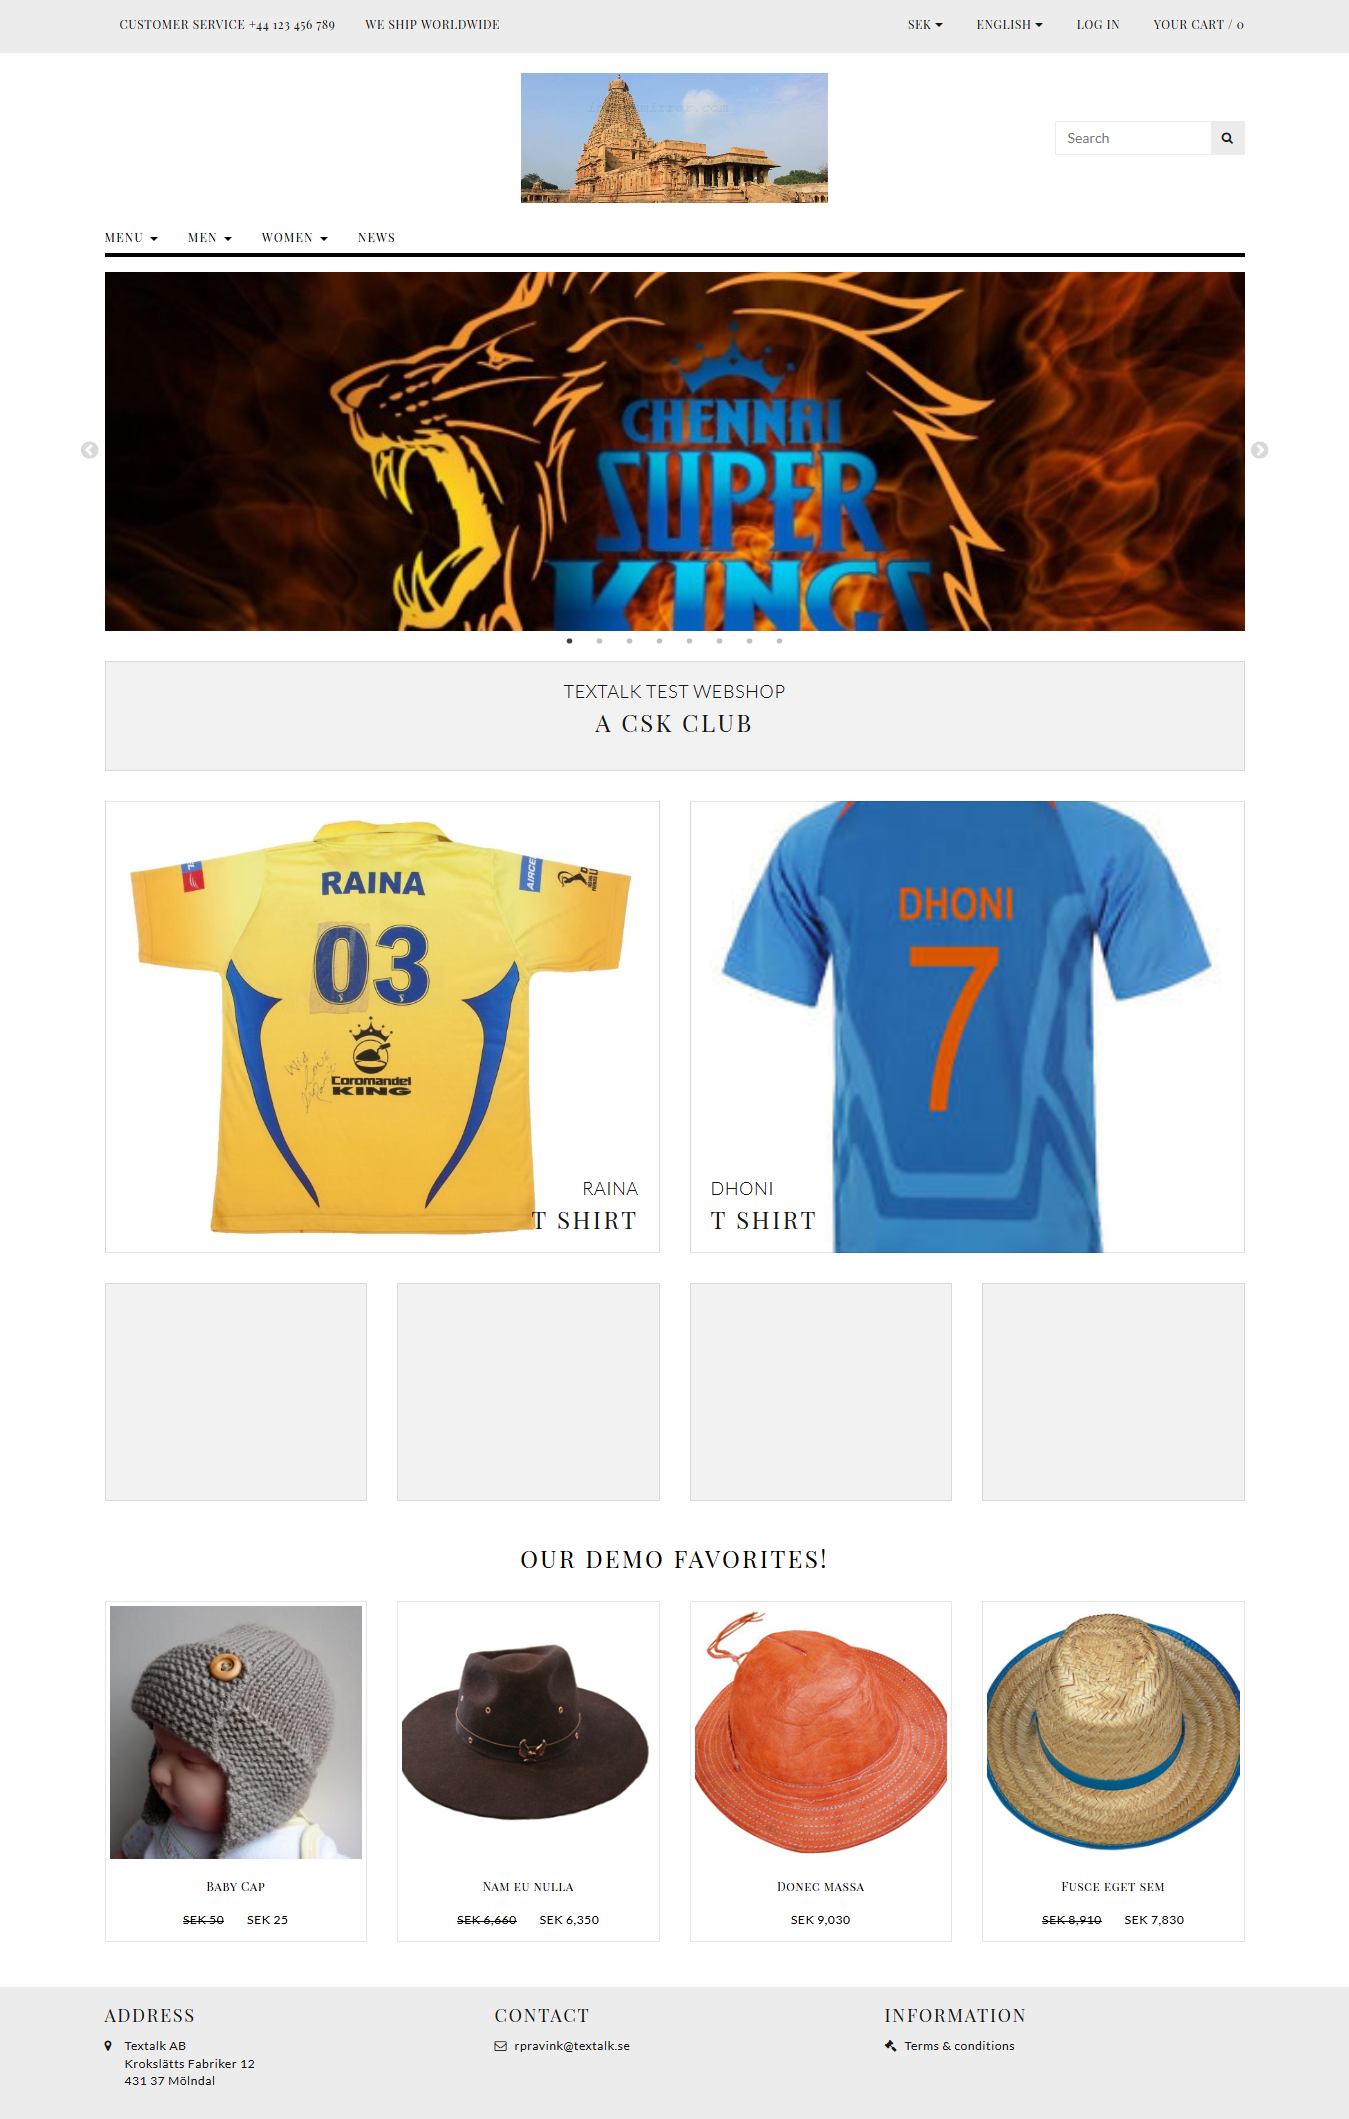 CUSTOMER SERVICE +44 123 456 789 WE SHIP WORLDWIDE SEK ENGLISH LOG IN YOUR CART / 0
Search
MENU MEN WOMEN NEWS
CHENNAI
SUPER
KINGS
TEXTALK TEST WEBSHOP
A CSK CLUB
RAINA
03
Coromandel
KING
RAINA
T SHIRT
DHONI
7
DHONI
T SHIRT
OUR DEMO FAVORITES!
BABY CAP
SEK 50 SEK 25
NAM EU NULLA
SEK 6,660 SEK 6,350
DONEC MASSA
SEK 9,030
FUSCE EGET SEM
SEK 8,910 SEK 7,830
ADDRESS
Textalk AB
Krokslätts Fabriker 12
431 37 Mölndal
CONTACT
rpravink@textalk.se
INFORMATION
Terms & conditions